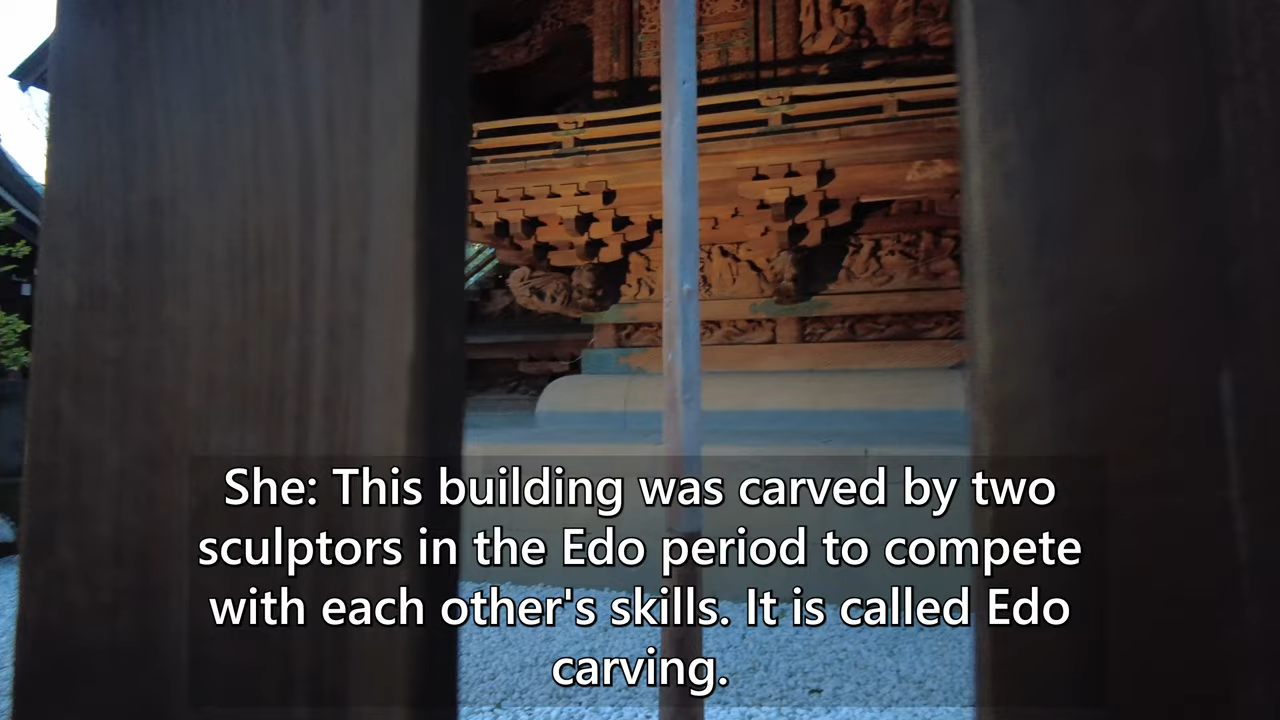 She: This building was carved by two
sculptors in the Edo period to compete
with each other's skills. It is called Edo
carving.